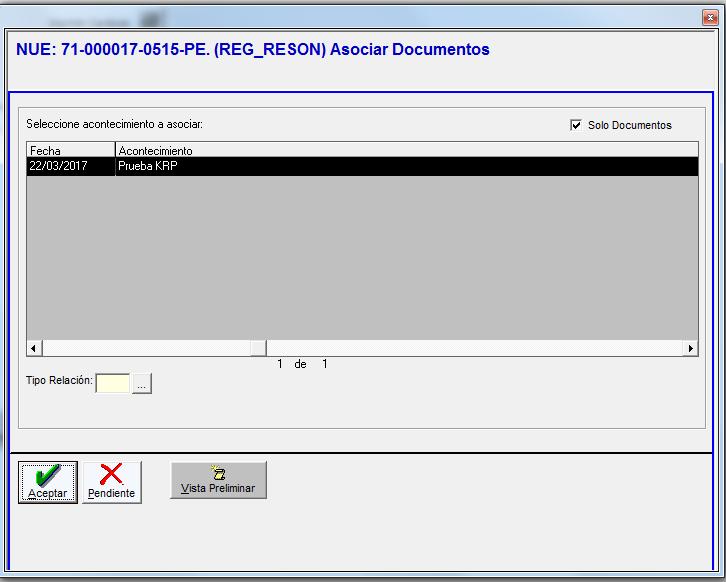 NUE: 71-000017-0515-PE. (REG_RESON) Asociar Documentos
Seleccione acontecimiento a asociar:
Solo Documentos
Fecha Acontecimiento
22/03/2017 Prueba KRP
1 de 1
Tipo Relación:
...
Aceptar Pendiente Vista Preliminar